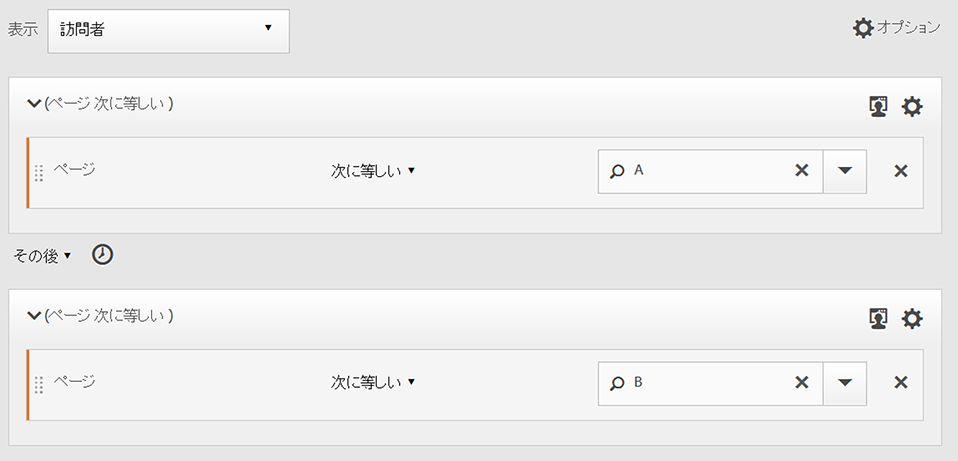 表示 訪問者 オプション
(ページ 次に等しい )
ページ 次に等しい A
その後
(ページ 次に等しい )
ページ 次に等しい B